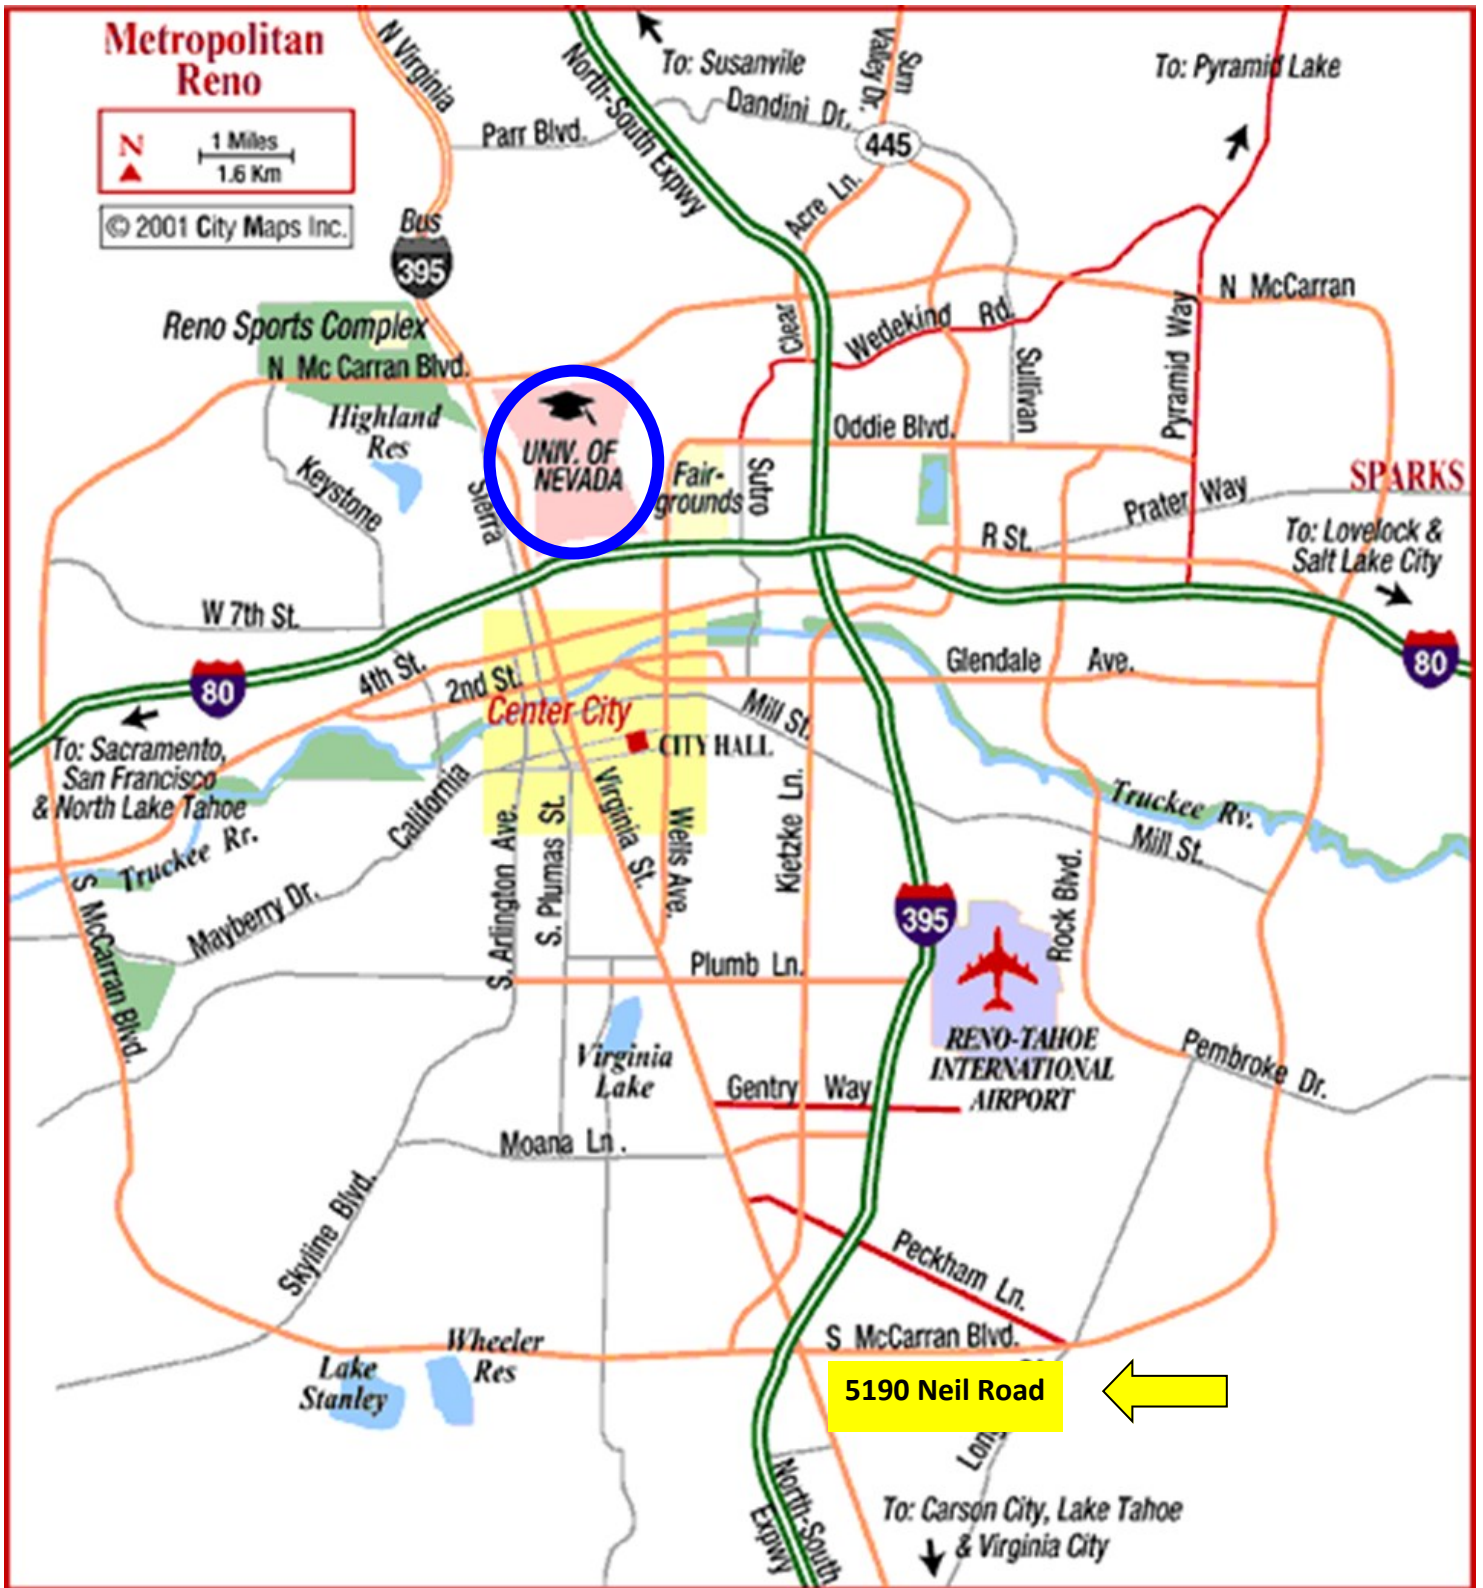 Metropolitan
Reno
N
1 Miles
1.6 Km
© 2001 City Maps Inc.
N Virginia
To: Susanvile
North-South Expwy
Parr Blvd.
Dandini Dr.
Sum
Valley Dr.
445
To: Pyramid Lake
Acre Ln.
Bus
395
Reno Sports Complex
N Mc Carran Blvd.
Highland
Res
Keystone
Sierra
UNIV. OF
NEVADA
Fair-
grounds
Sutro
Clear
Wedekind Rd.
Sullivan
Pyramid Way
N McCarran
Oddie Blvd.
SPARKS
Prater Way
R St.
To: Lovelock &
Salt Lake City
80
W 7th St.
80
4th St.
2nd St.
Center City
CITY HALL
Mill St.
Glendale Ave.
To: Sacramento,
San Francisco
& North Lake Tahoe
Truckee Rr.
California
Mayberry Dr.
S McCarran Blvd.
S. Arlington Ave.
S. Plumas St.
Virginia St.
Wells Ave.
Kietzke Ln.
395
Rock Blvd.
Truckee Rv.
Mill St.
Plumb Ln.
RENO-TAHOE
INTERNATIONAL
AIRPORT
Pembroke Dr.
Virginia
Lake
Gentry Way
Moana Ln.
Skyline Blvd.
Peckham Ln.
S McCarran Blvd.
Wheeler
Res
Lake
Stanley
5190 Neil Road
North-South
Expwy
To: Carson City, Lake Tahoe
& Virginia City